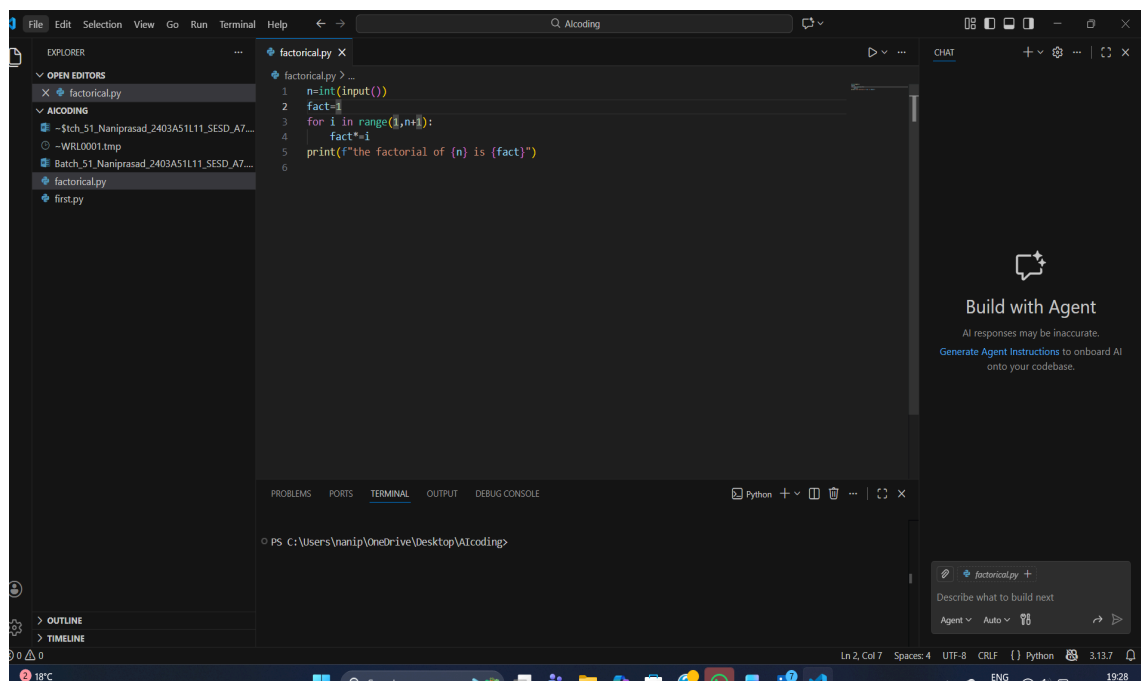 File Edit Selection View Go Run Terminal Help
AIcoding
EXPLORER
OPEN EDITORS
factorical.py
AICODING
~$tch_51_Naniprasad_2403A51L11_SESD_A7....
~WRL0001.tmp
Batch_51_Naniprasad_2403A51L11_SESD_A7....
factorical.py
first.py
OUTLINE
TIMELINE
factorical.py
factorical.py > ...
1 n=int(input())
2 fact=1
3 for i in range(1,n+1):
4 fact*=i
5 print(f"the factorial of {n} is {fact}")
6
PROBLEMS PORTS TERMINAL OUTPUT DEBUG CONSOLE
Python
PS C:\Users\nanip\OneDrive\Desktop\AIcoding>
CHAT
Build with Agent
AI responses may be inaccurate.
Generate Agent Instructions to onboard AI
onto your codebase.
factorical.py
Describe what to build next
Agent Auto
0 0
Ln 2, Col 7 Spaces: 4 UTF-8 CRLF {} Python 3.13.7
2 18°C
7
ENG
19:28